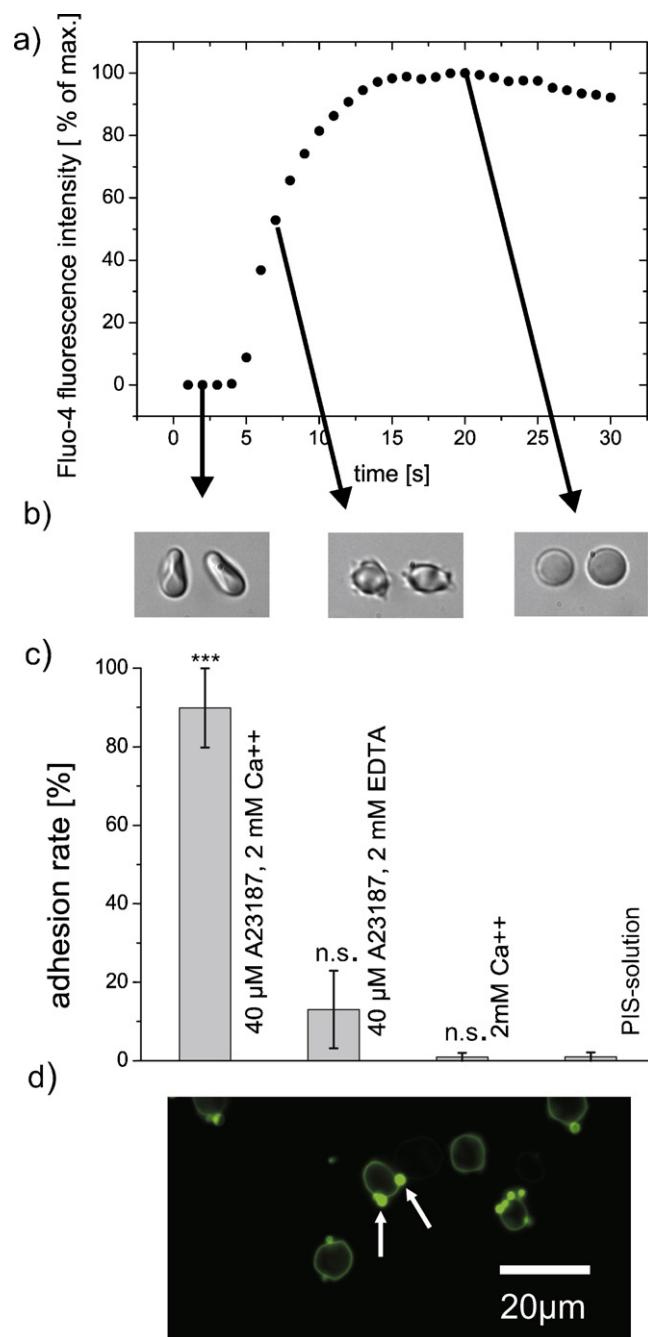 a)
Fluo-4 fluorescence intensity [ % of max.]
100
80
60
40
20
0
0 5 10 15 20 25 30
time [s]
b)
c)
adhesion rate [%]
100
80
60
40
20
0
***
40 µM A23187, 2 mM Ca++
n.s.
40 µM A23187, 2 mM EDTA
n.s.
2mM Ca++
PIS-solution
d)
20µm